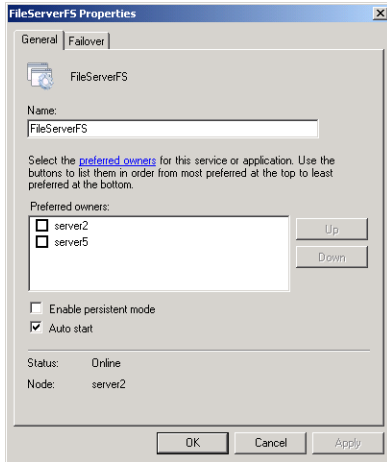 FileServerFS Properties
General
Failover
FileServerFS
Name:
FileServerFS
Select the preferred owners for this service or application. Use the
buttons to list them in order from most preferred at the top to least
preferred at the bottom.
Preferred owners:
server2
server5
Up
Down
Enable persistent mode
Auto start
Status: Online
Node: server2
OK Cancel Apply